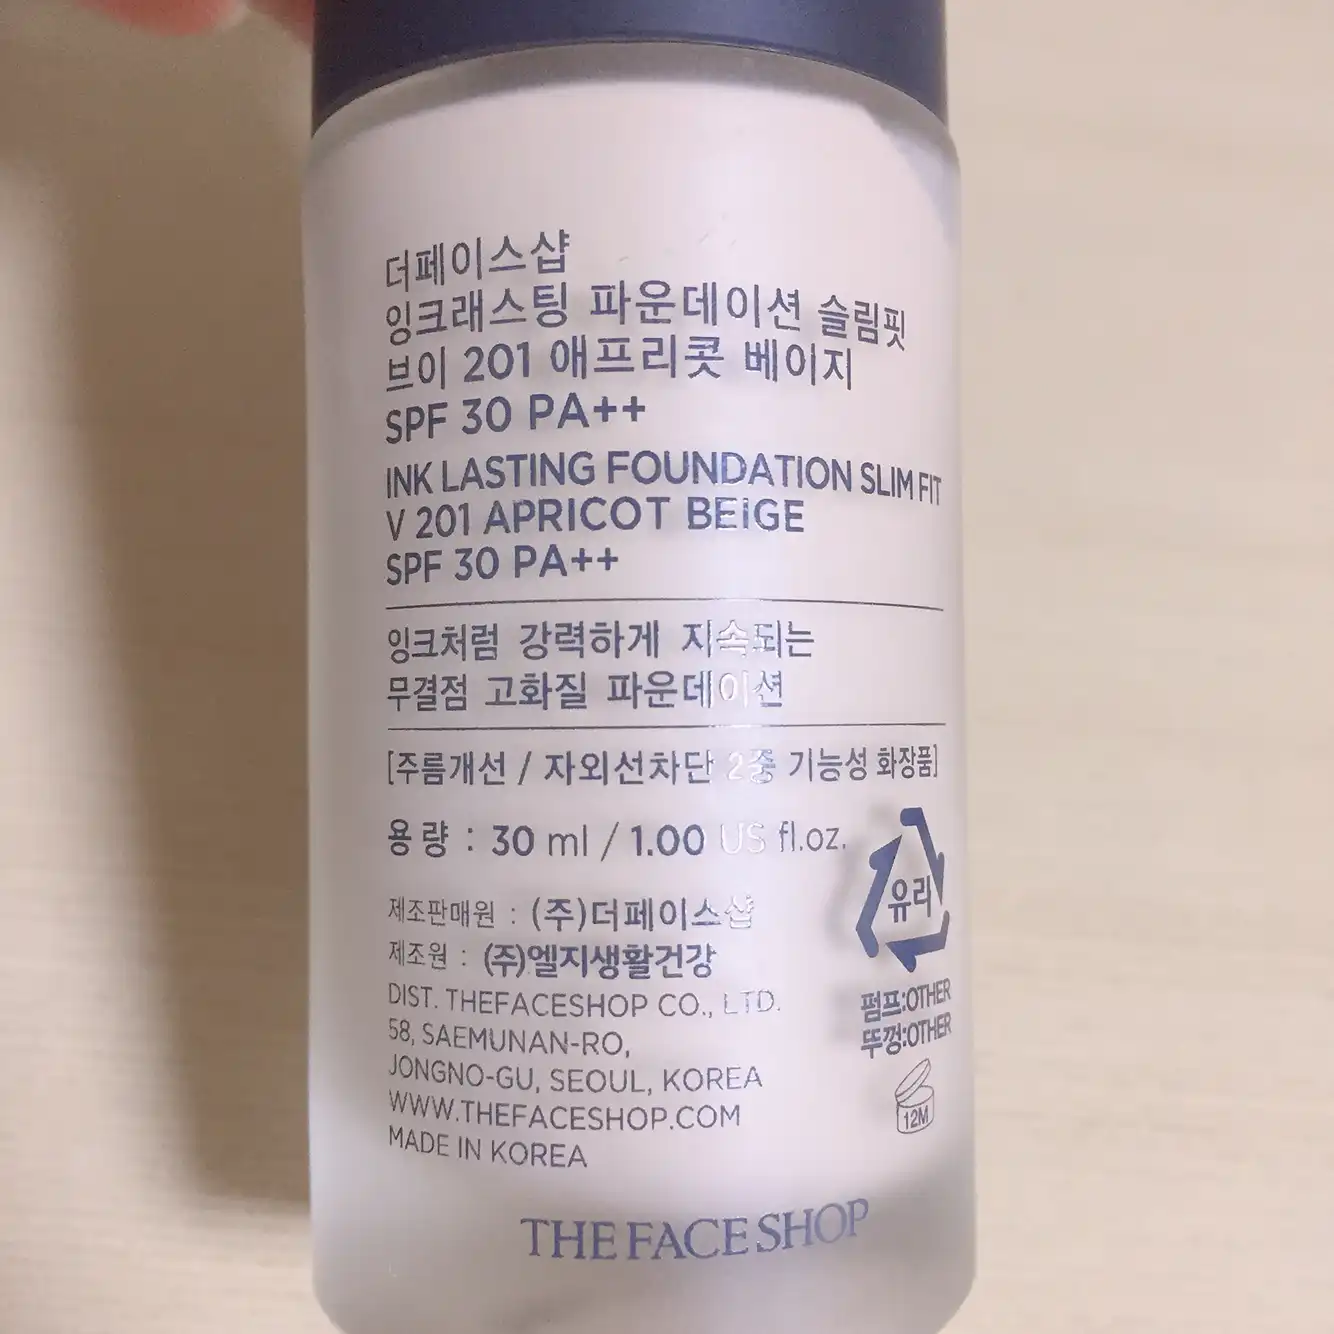 더페이스샵
잉크래스팅 파운데이션 슬림핏
브이 201 애프리콧 베이지
SPF 30 PA++
INK LASTING FOUNDATION SLIM FIT
V 201 APRICOT BEIGE
SPF 30 PA++
잉크처럼 강력하게 지속되는
무결점 고화질 파운데이션
[주름개선 / 자외선차단 2중 기능성 화장품]
용량 : 30 ml / 1.00 US fl.oz.
유리
제조판매원 : (주)더페이스샵
제조원 : (주)엘지생활건강
DIST. THEFACESHOP CO., LTD.
58, SAEMUNAN-RO,
JONGNO-GU, SEOUL, KOREA
WWW.THEFACESHOP.COM
MADE IN KOREA
펌프:OTHER
뚜껑:OTHER
12M
THE FACE SHOP